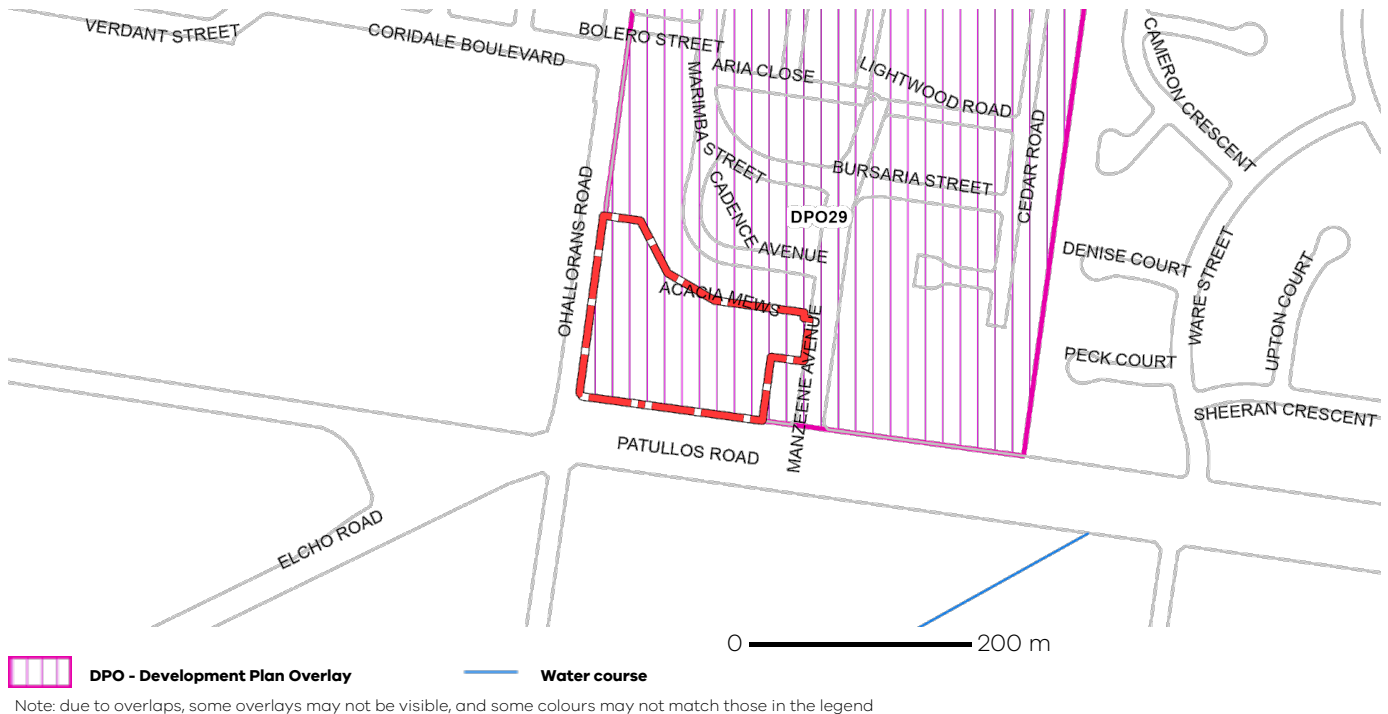 VERDANT STREET
CORIDALE BOULEVARD
BOLERO STREET
ARIA CLOSE
LIGHTWOOD ROAD
CAMERON CRESCENT
MARIMBA STREET
CADENCE AVENUE
BURSARIA STREET
CEDAR ROAD
DPO29
OHALLORANS ROAD
DENISE COURT
WARE STREET
UPTON COURT
ACACIA MEWS
MANZEENE AVENUE
PECK COURT
SHEERAN CRESCENT
PATULLOS ROAD
ELCHO ROAD
0 200 m
DPO - Development Plan Overlay
Water course
Note: due to overlaps, some overlays may not be visible, and some colours may not match those in the legend